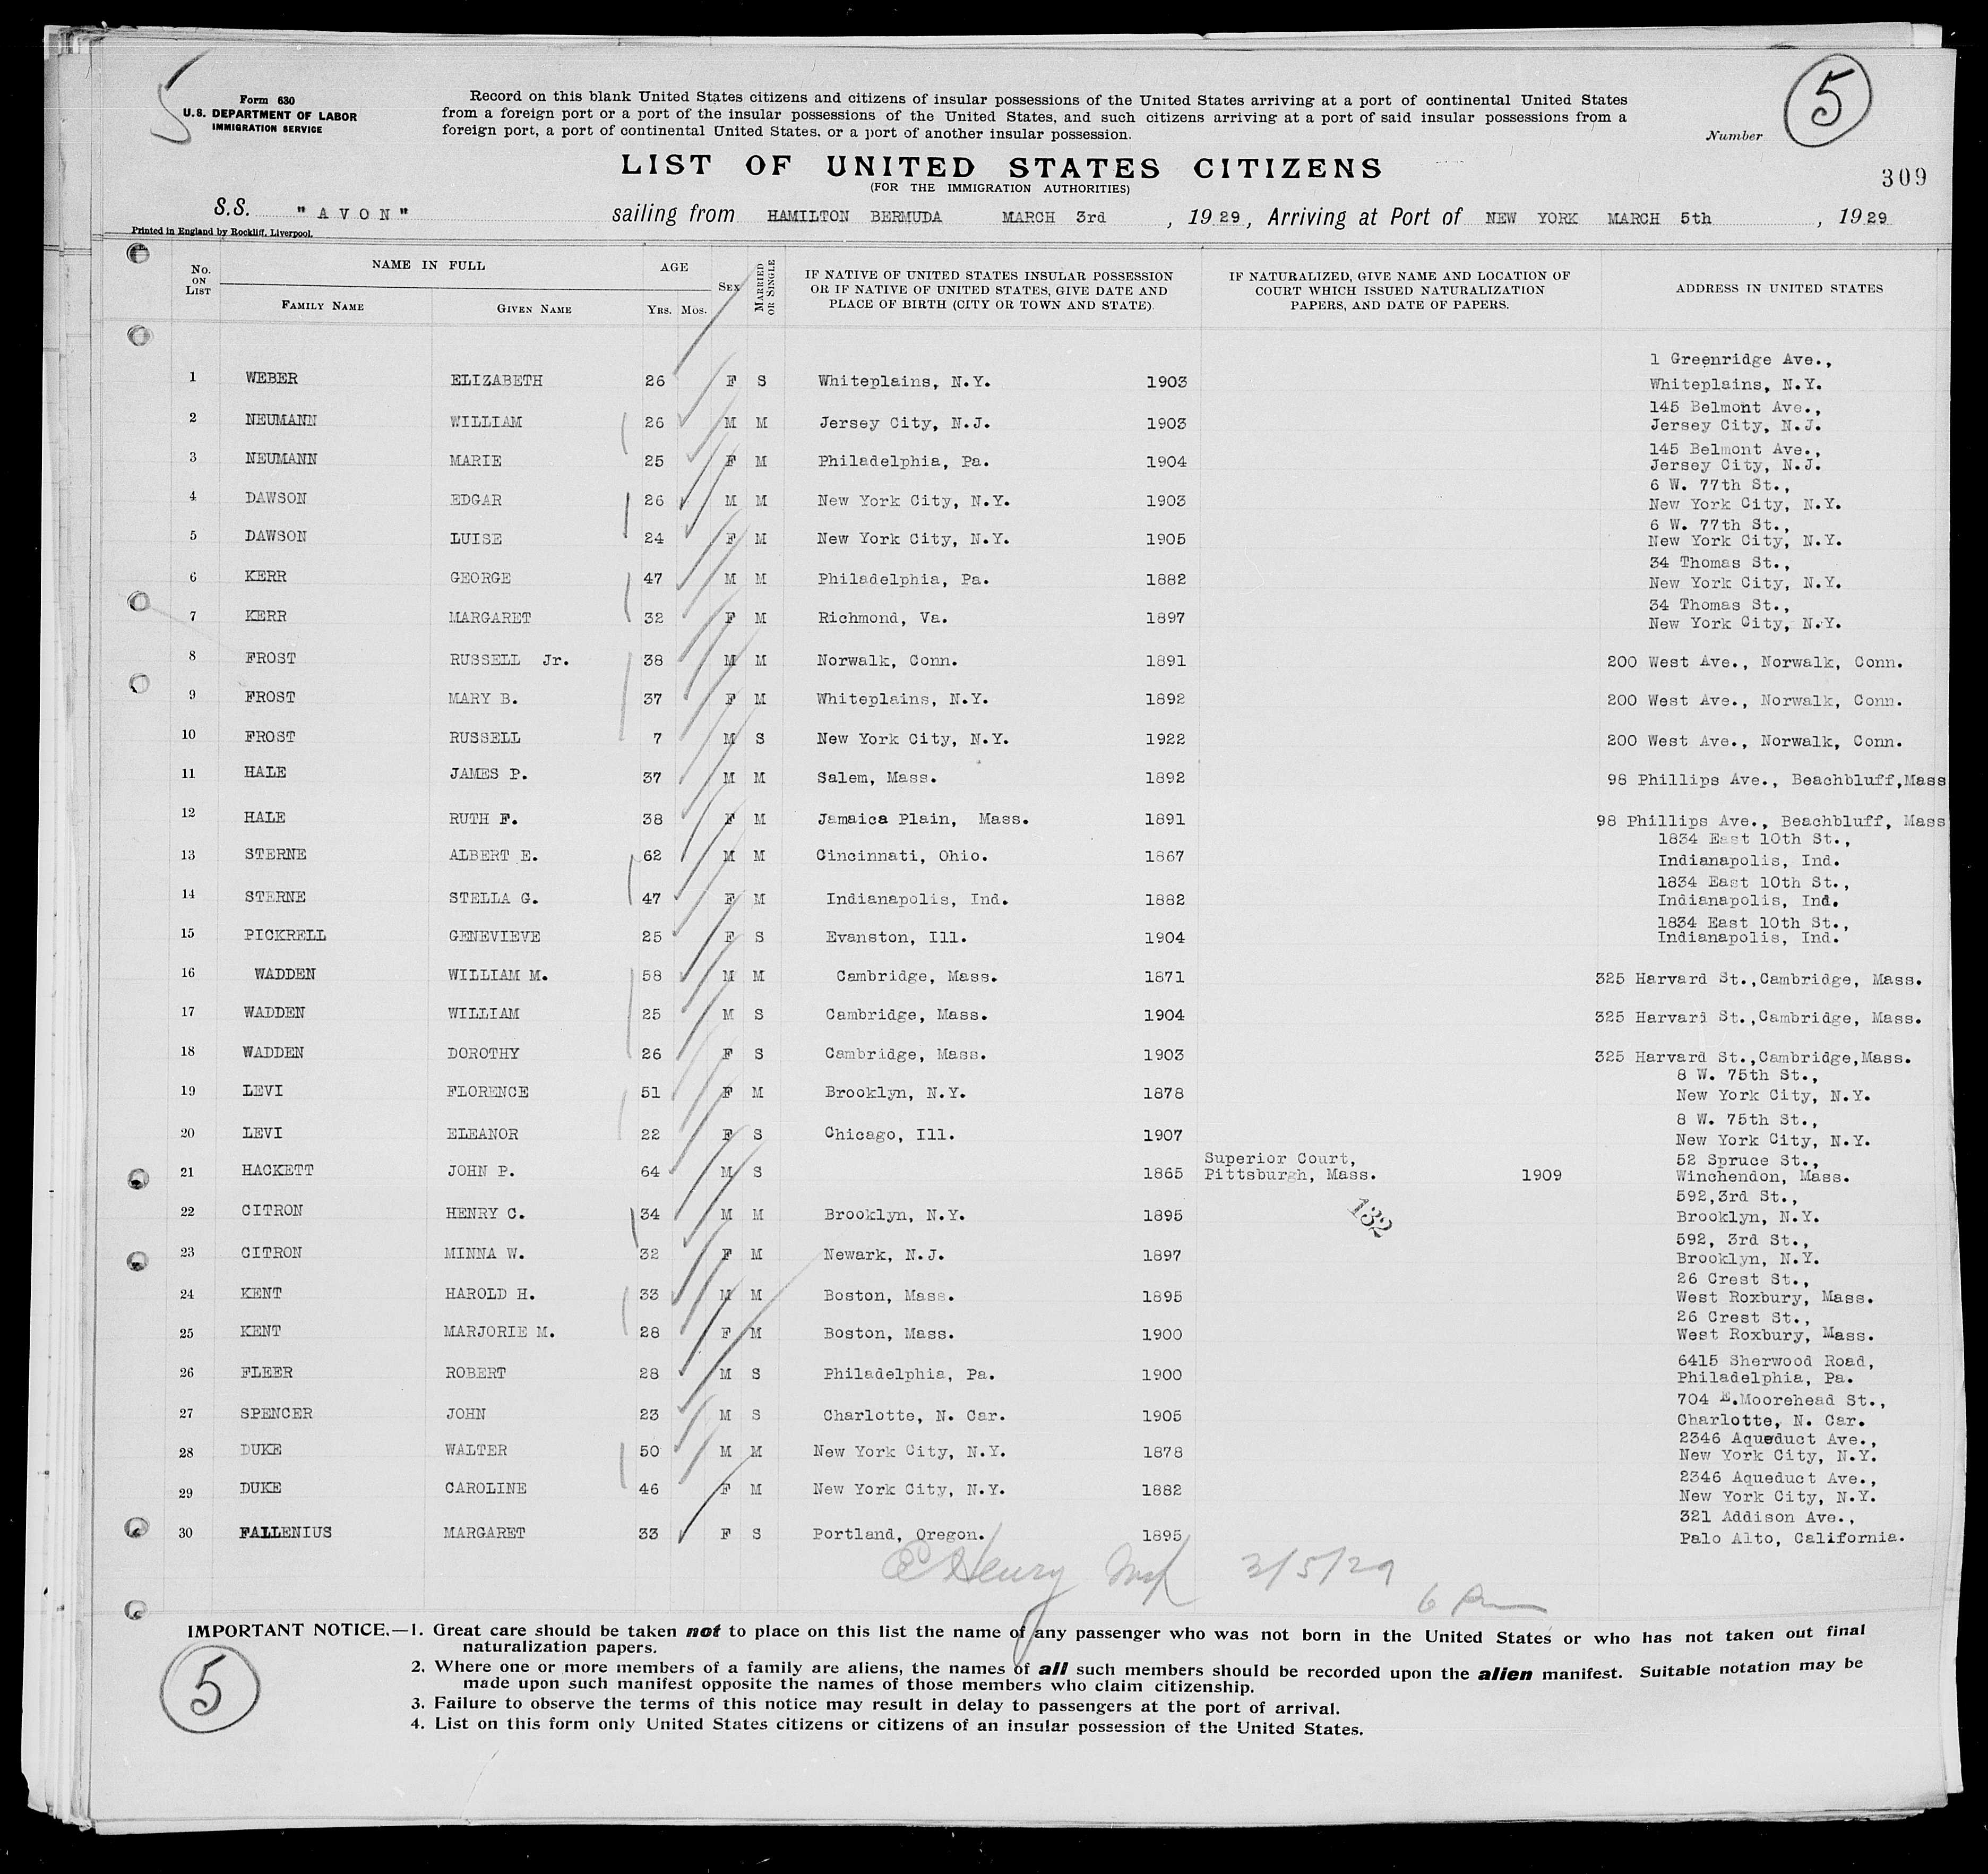 Form 630
U.S. DEPARTMENT OF LABOR
IMMIGRATION SERVICE
Record on this blank United States citizens and citizens of insular possessions of the United States arriving at a port of continental United States
from a foreign port or a port of the insular possessions of the United States, and such citizens arriving at a port of said insular possessions from a
foreign port, a port of continental United States, or a port of another insular possession.
Number 5
LIST OF UNITED STATES CITIZENS
(FOR THE IMMIGRATION AUTHORITIES)
309
S.S. "AVON" sailing from HAMILTON BERMUDA MARCH 3rd, 1929, Arriving at Port of NEW YORK MARCH 5th, 1929
Printed in England by Rockliff, Liverpool.
No. ON LIST NAME IN FULL FAMILY NAME GIVEN NAME AGE YRS. MOS. SEX MARRIED OR SINGLE IF NATIVE OF UNITED STATES INSULAR POSSESSION OR IF NATIVE OF UNITED STATES, GIVE DATE AND PLACE OF BIRTH (CITY OR TOWN AND STATE). IF NATURALIZED, GIVE NAME AND LOCATION OF COURT WHICH ISSUED NATURALIZATION PAPERS, AND DATE OF PAPERS. ADDRESS IN UNITED STATES
1 WEBER ELIZABETH 26 F S Whiteplains, N.Y. 1903 1 Greenridge Ave., Whiteplains, N.Y.
2 NEUMANN WILLIAM 26 M M Jersey City, N.J. 1903 145 Belmont Ave., Jersey City, N.J.
3 NEUMANN MARIE 25 F M Philadelphia, Pa. 1904 145 Belmont Ave., Jersey City, N.J.
4 DAWSON EDGAR 26 M M New York City, N.Y. 1903 6 W. 77th St., New York City, N.Y.
5 DAWSON LUISE 24 F M New York City, N.Y. 1905 6 W. 77th St., New York City, N.Y.
6 KERR GEORGE 47 M M Philadelphia, Pa. 1882 34 Thomas St., New York City, N.Y.
7 KERR MARGARET 32 F M Richmond, Va. 1897 34 Thomas St., New York City, N.Y.
8 FROST RUSSELL Jr. 38 M M Norwalk, Conn. 1891 200 West Ave., Norwalk, Conn.
9 FROST MARY B. 37 F M Whiteplains, N.Y. 1892 200 West Ave., Norwalk, Conn.
10 FROST RUSSELL 7 M S New York City, N.Y. 1922 200 West Ave., Norwalk, Conn.
11 HALE JAMES P. 37 M M Salem, Mass. 1892 98 Phillips Ave., Beachbluff,Mass
12 HALE RUTH F. 38 F M Jamaica Plain, Mass. 1891 98 Phillips Ave., Beachbluff, Mass
13 STERNE ALBERT E. 62 M M Cincinnati, Ohio. 1867 1834 East 10th St., Indianapolis, Ind.
14 STERNE STELLA G. 47 F M Indianapolis, Ind. 1882 1834 East 10th St., Indianapolis, Ind.
15 PICKRELL GENEVIEVE 25 F S Evanston, Ill. 1904 1834 East 10th St., Indianapolis, Ind.
16 WADDEN WILLIAM M. 58 M M Cambridge, Mass. 1871 325 Harvard St.,Cambridge, Mass.
17 WADDEN WILLIAM 25 M S Cambridge, Mass. 1904 325 Harvard St.,Cambridge, Mass.
18 WADDEN DOROTHY 26 F S Cambridge, Mass. 1903 325 Harvard St.,Cambridge,Mass.
19 LEVI FLORENCE 51 F M Brooklyn, N.Y. 1878 8 W. 75th St., New York City, N.Y.
20 LEVI ELEANOR 22 F S Chicago, Ill. 1907 8 W. 75th St., New York City, N.Y.
21 HACKETT JOHN P. 64 M S 1865 Superior Court, Pittsburgh, Mass. 1909 52 Spruce St., Winchendon, Mass.
22 CITRON HENRY C. 34 M M Brooklyn, N.Y. 1895 592,3rd St., Brooklyn, N.Y.
132
23 CITRON MINNA W. 32 F M Newark, N.J. 1897 592, 3rd St., Brooklyn, N.Y.
24 KENT HAROLD H. 33 M M Boston, Mass. 1895 26 Crest St., West Roxbury, Mass.
25 KENT MARJORIE M. 28 F M Boston, Mass. 1900 26 Crest St., West Roxbury, Mass.
26 FLEER ROBERT 28 M S Philadelphia, Pa. 1900 6415 Sherwood Road, Philadelphia, Pa.
27 SPENCER JOHN 23 M S Charlotte, N. Car. 1905 704 E.Moorehead St., Charlotte, N. Car.
28 DUKE WALTER 50 M M New York City, N.Y. 1878 2346 Aqueduct Ave., New York City, N.Y.
29 DUKE CAROLINE 46 F M New York City, N.Y. 1882 2346 Aqueduct Ave., New York City, N.Y.
30 FALLENIUS MARGARET 33 F S Portland, Oregon. 1895 321 Addison Ave., Palo Alto, California.
Henry 3/5/29
6 Pm
IMPORTANT NOTICE.—1. Great care should be taken not to place on this list the name of any passenger who was not born in the United States or who has not taken out final
naturalization papers.
2. Where one or more members of a family are aliens, the names of all such members should be recorded upon the alien manifest. Suitable notation may be
made upon such manifest opposite the names of those members who claim citizenship.
3. Failure to observe the terms of this notice may result in delay to passengers at the port of arrival.
4. List on this form only United States citizens or citizens of an insular possession of the United States.
5